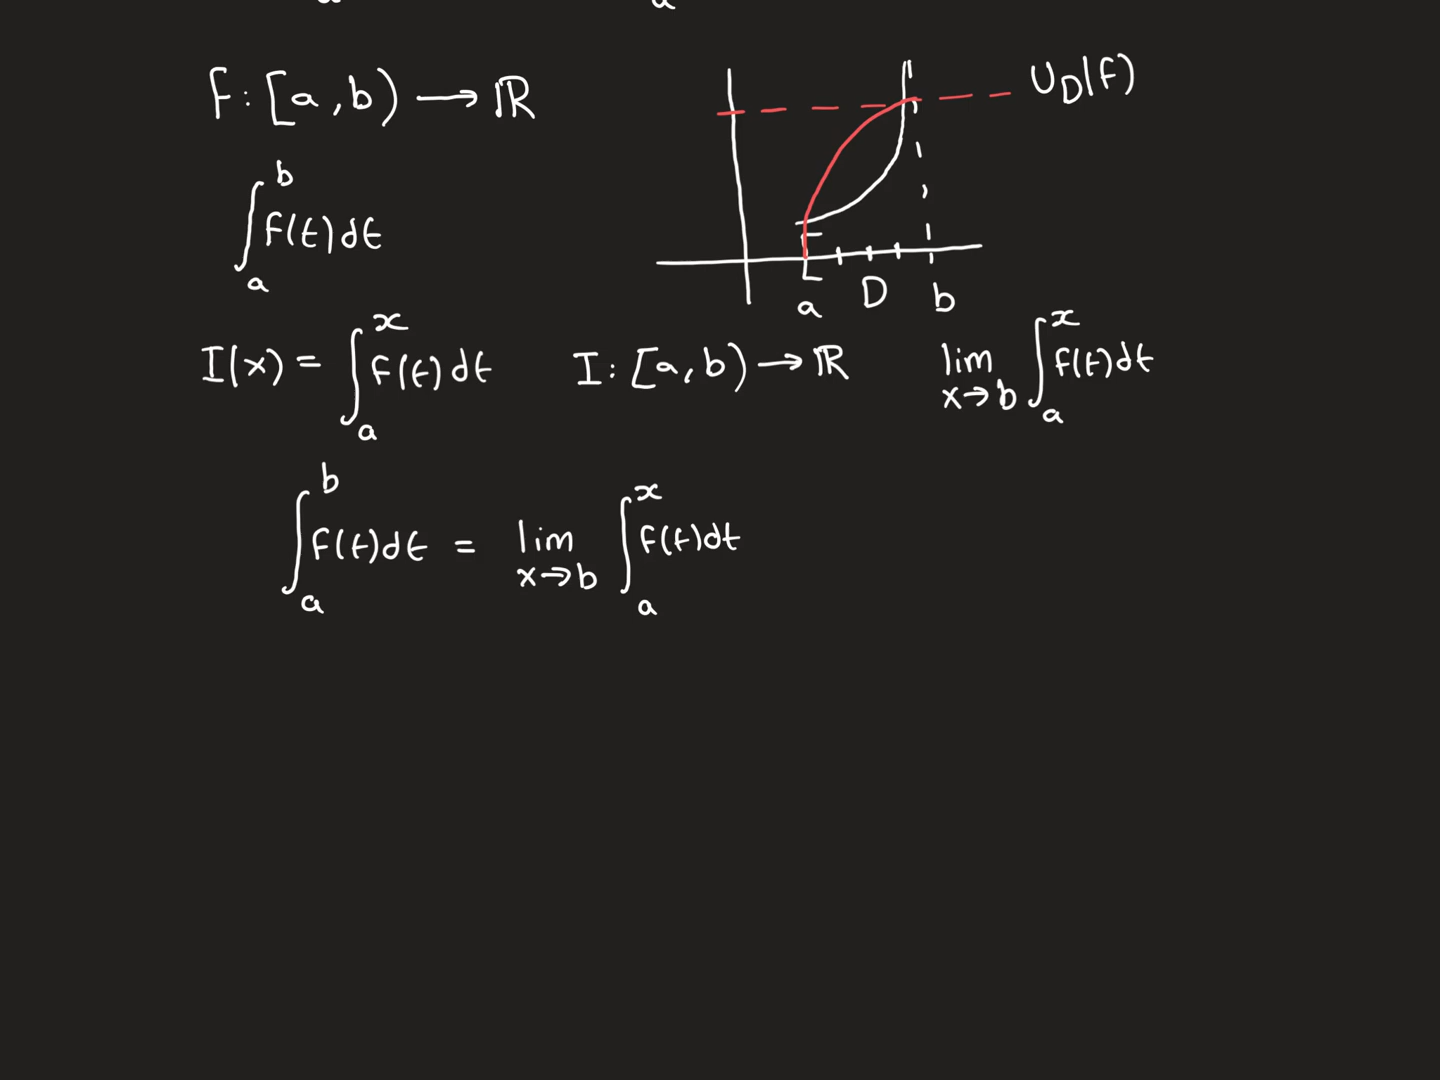 f: [a, b) → ℝ
U_D(f)
∫_a^b f(t)dt
a D b
I(x) = ∫_a^x f(t)dt I: [a, b) → ℝ lim_{x→b} ∫_a^x f(t)dt
∫_a^b f(t)dt = lim_{x→b} ∫_a^x f(t)dt